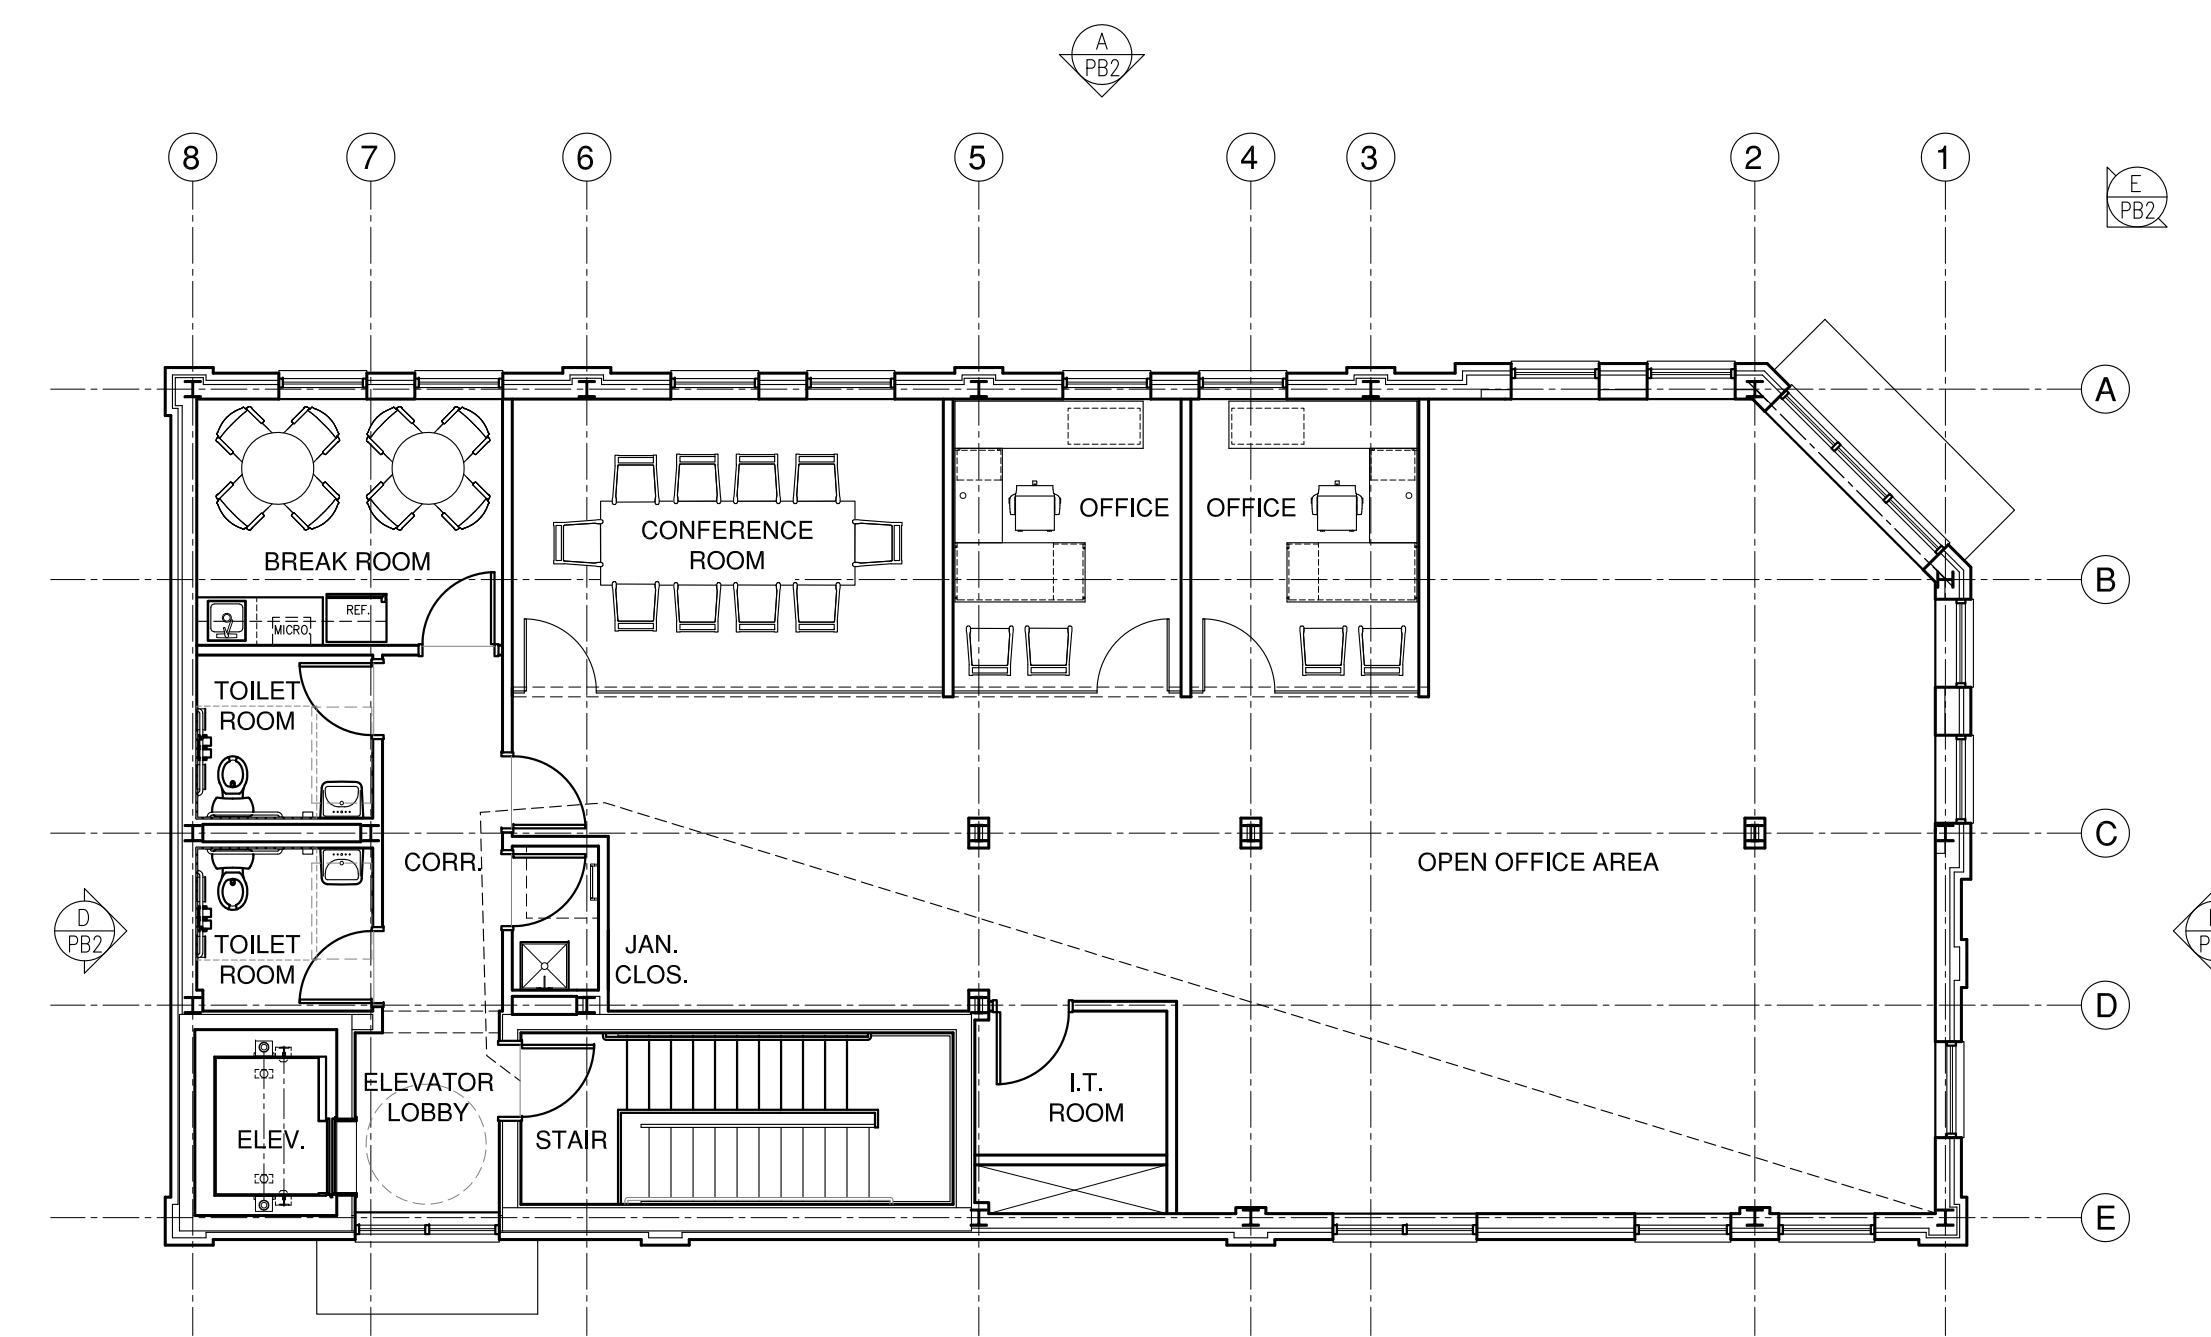 A
PB2
8 7 6 5 4 3 2 1
E
PB2
A
CONFERENCE
ROOM
OFFICE
OFFICE
BREAK ROOM
B
REF.
MICRO.
TOILET
ROOM
C
CORR.
OPEN OFFICE AREA
D
PB2
TOILET
ROOM
JAN.
CLOS.
D
ELEVATOR
LOBBY
I.T.
ROOM
ELEV.
STAIR
E